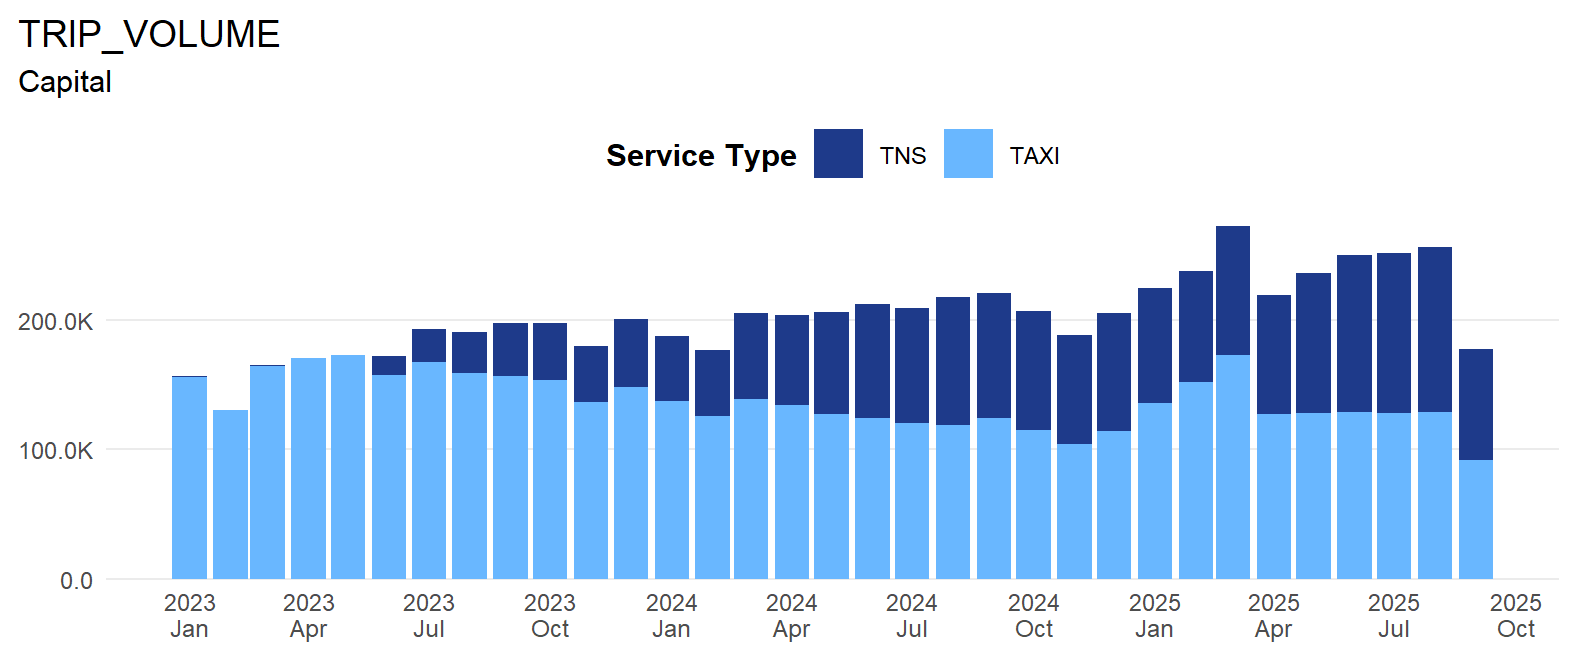 TRIP_VOLUME
Capital
Service Type TNS TAXI
200.0K
100.0K
0.0
2023 2023 2023 2023 2024 2024 2024 2024 2025 2025 2025 2025
Jan Apr Jul Oct Jan Apr Jul Oct Jan Apr Jul Oct